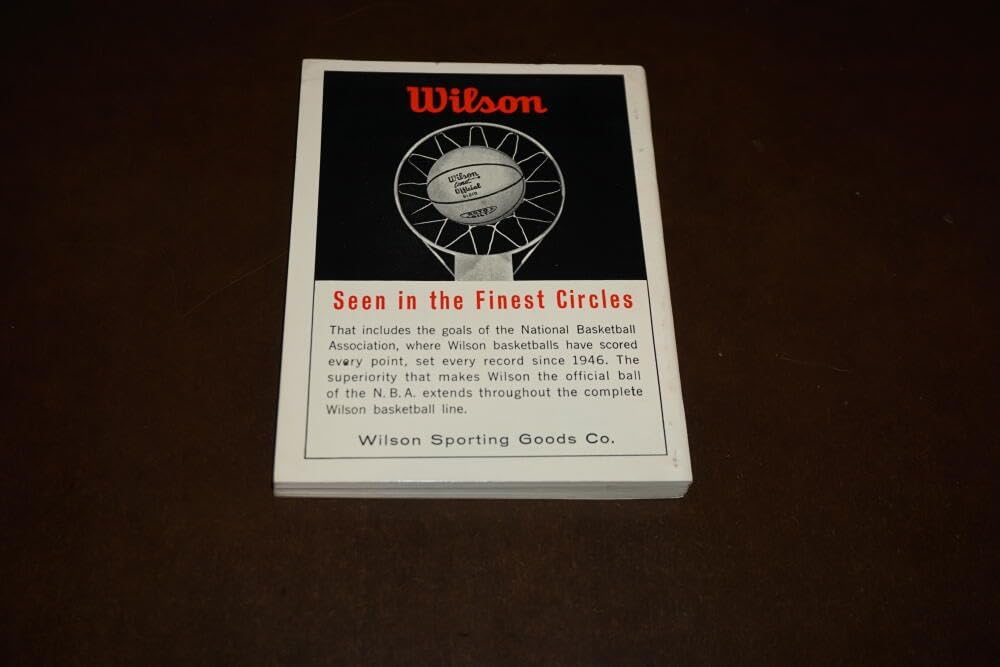 Wilson
Wilson
Official
Seen in the Finest Circles
That includes the goals of the National Basketball
Association, where Wilson basketballs have scored
every point, set every record since 1946. The
superiority that makes Wilson the official ball
of the N.B.A. extends throughout the complete
Wilson basketball line.
Wilson Sporting Goods Co.